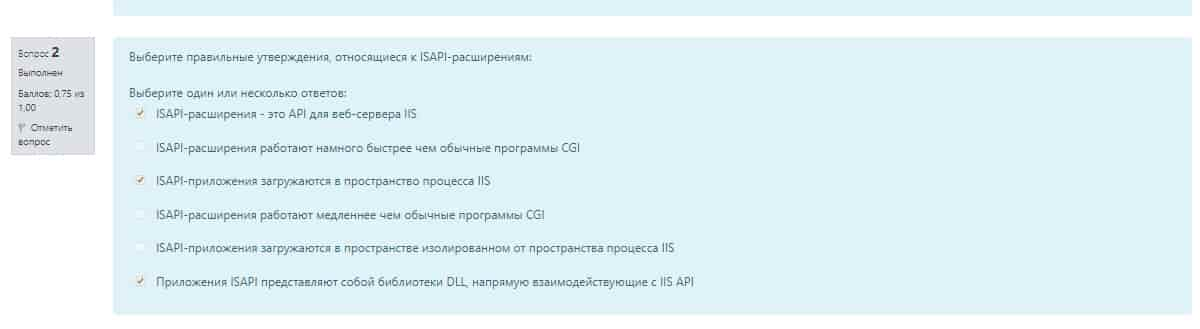 Вопрос 2
Выполнен
Баллов: 0,75 из
1,00
Отметить
вопрос
Выберите правильные утверждения, относящиеся к ISAPI-расширениям:
Выберите один или несколько ответов:
ISAPI-расширения - это API для веб-сервера IIS
ISAPI-расширения работают намного быстрее чем обычные программы CGI
ISAPI-приложения загружаются в пространство процесса IIS
ISAPI-расширения работают медленнее чем обычные программы CGI
ISAPI-приложения загружаются в пространстве изолированном от пространства процесса IIS
Приложения ISAPI представляют собой библиотеки DLL, напрямую взаимодействующие с IIS API